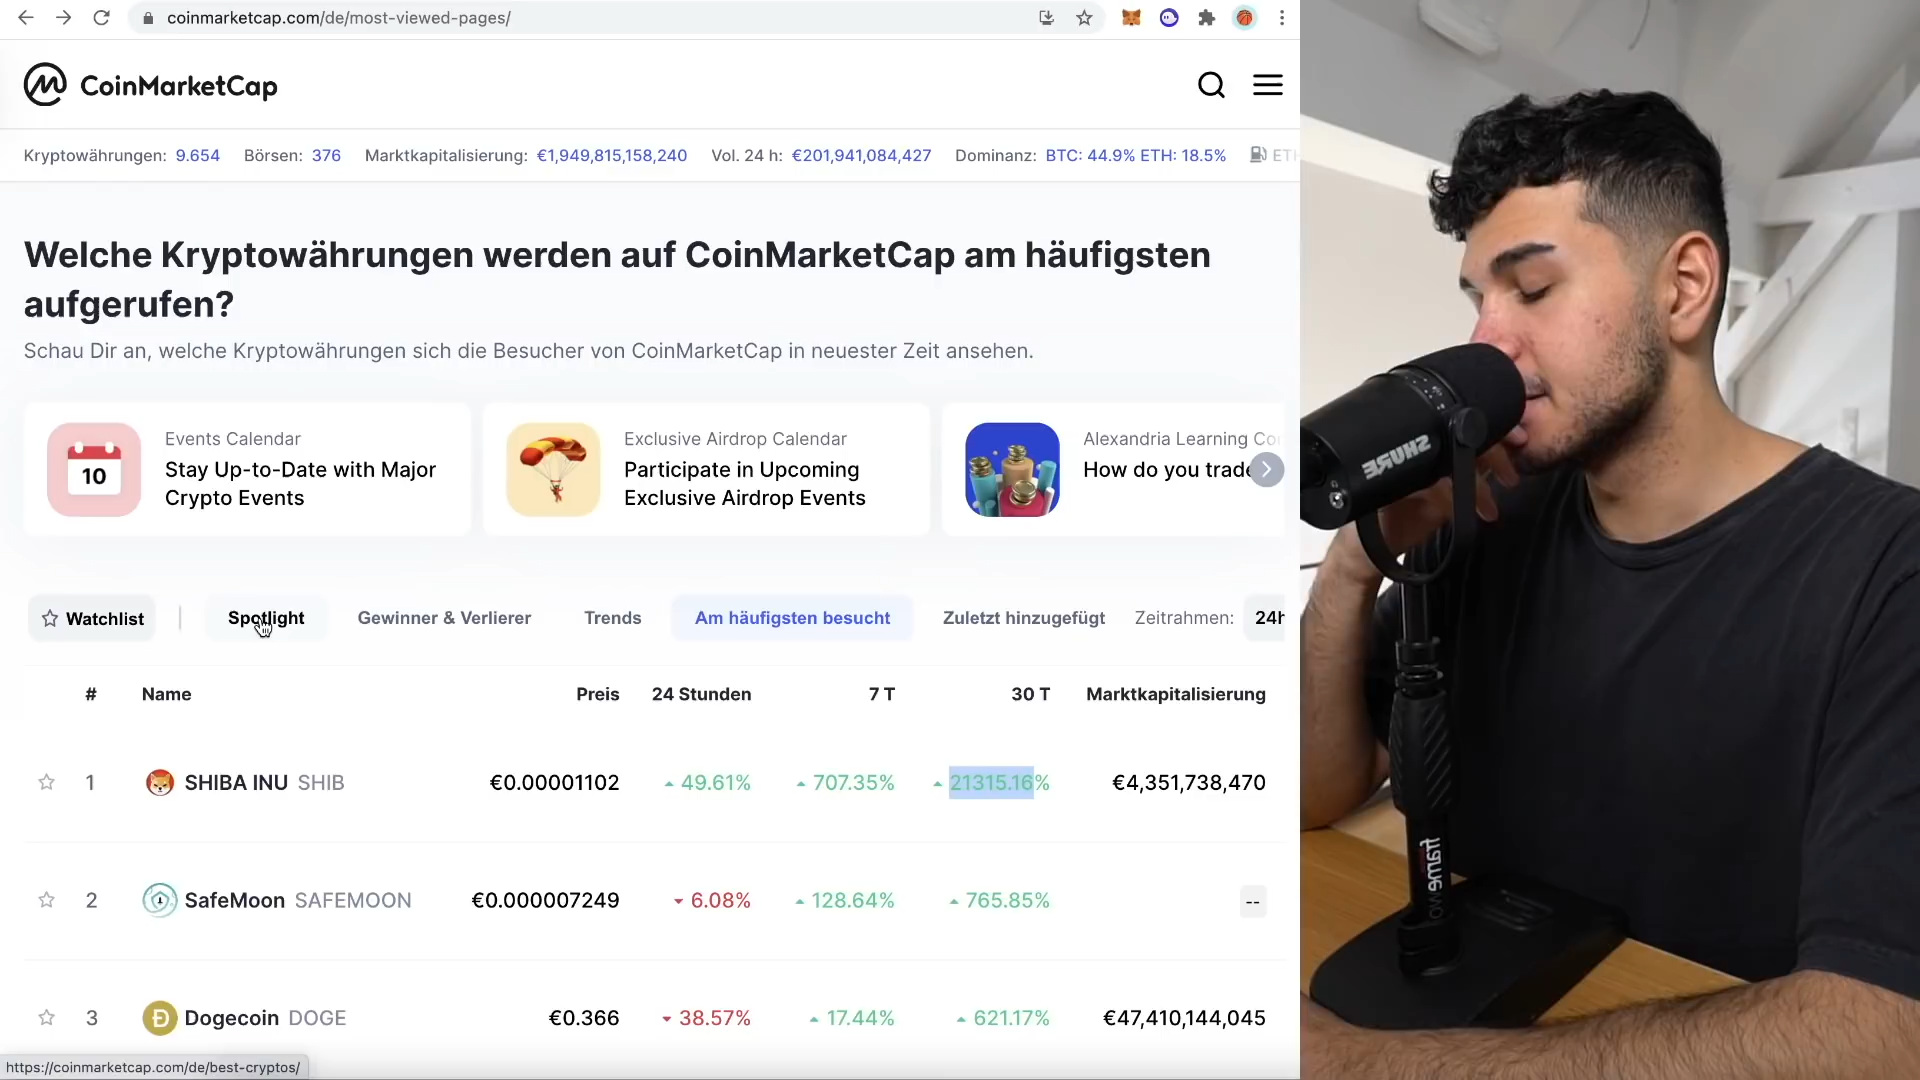 coinmarketcap.com/de/most-viewed-pages/
CoinMarketCap
Kryptowährungen: 9.654 Börsen: 376 Marktkapitalisierung: €1,949,815,158,240 Vol. 24 h: €201,941,084,427 Dominanz: BTC: 44.9% ETH: 18.5% ETH
Welche Kryptowährungen werden auf CoinMarketCap am häufigsten
aufgerufen?
Schau Dir an, welche Kryptowährungen sich die Besucher von CoinMarketCap in neuester Zeit ansehen.
10
Events Calendar
Stay Up-to-Date with Major
Crypto Events
Exclusive Airdrop Calendar
Participate in Upcoming
Exclusive Airdrop Events
Alexandria Learning Co
How do you trade
Watchlist Spotlight Gewinner & Verlierer Trends Am häufigsten besucht Zuletzt hinzugefügt Zeitrahmen: 24h
# Name Preis 24 Stunden 7 T 30 T Marktkapitalisierung
1 SHIBA INU SHIB €0.00001102 49.61% 707.35% 21315.16% €4,351,738,470
2 SafeMoon SAFEMOON €0.000007249 6.08% 128.64% 765.85% --
3 Dogecoin DOGE €0.366 38.57% 17.44% 621.17% €47,410,144,045
https://coinmarketcap.com/de/best-cryptos/
SHURE